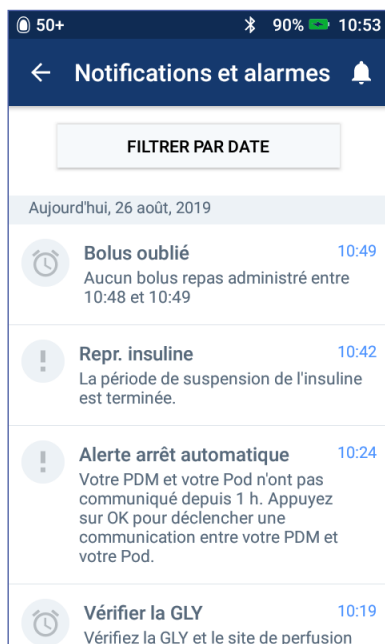 50+ 90% 10:53
Notifications et alarmes
FILTRER PAR DATE
Aujourd'hui, 26 août, 2019
Bolus oublié 10:49
Aucun bolus repas administré entre
10:48 et 10:49
Repr. insuline 10:42
La période de suspension de l'insuline
est terminée.
Alerte arrêt automatique 10:24
Votre PDM et votre Pod n'ont pas
communiqué depuis 1 h. Appuyez
sur OK pour déclencher une
communication entre votre PDM et
votre Pod.
Vérifier la GLY 10:19
Vérifiez la GLY et le site de perfusion